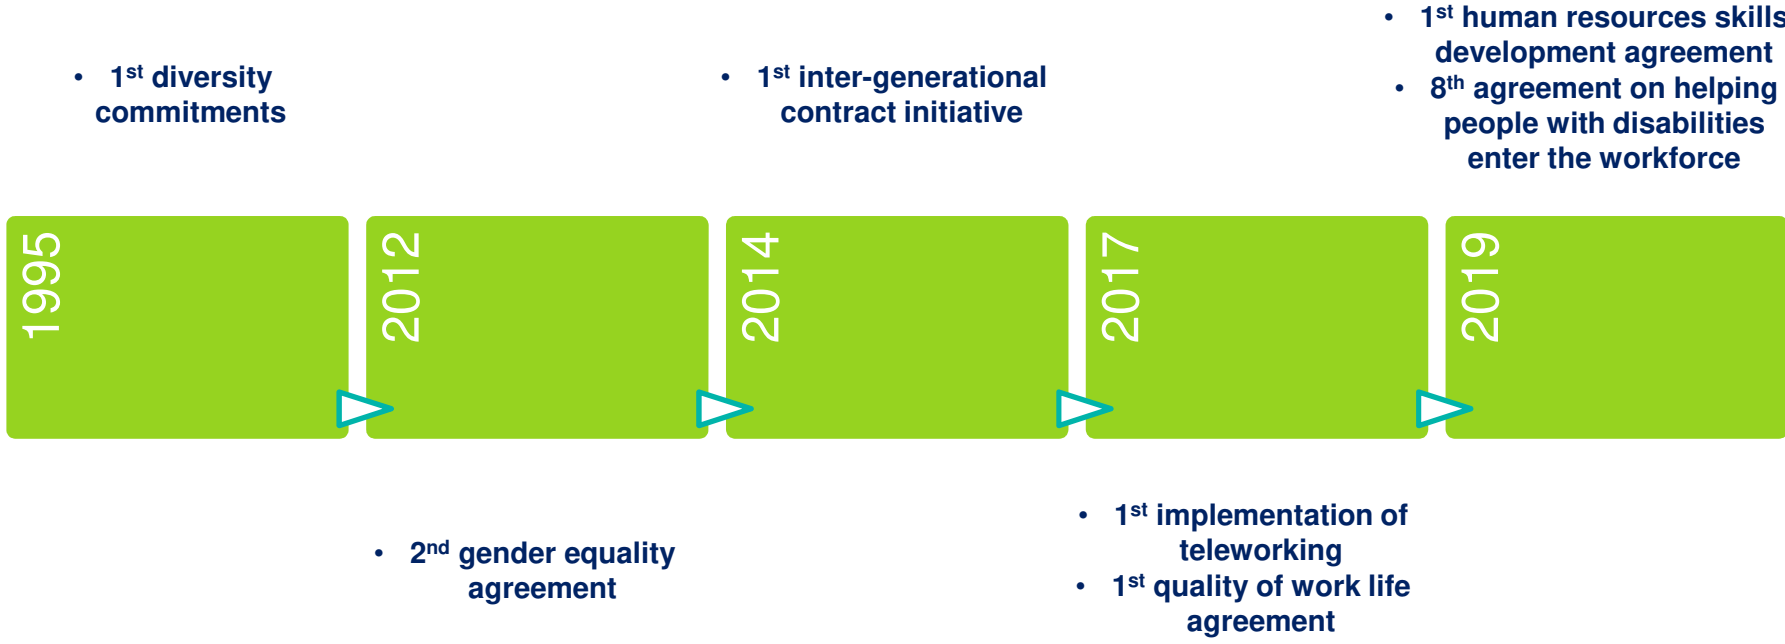 • 1st diversity
commitments
• 1st inter-generational
contract initiative
• 1st human resources skills
development agreement
• 8th agreement on helping
people with disabilities
enter the workforce
1995
2012
2014
2017
2019
• 2nd gender equality
agreement
• 1st implementation of
teleworking
• 1st quality of work life
agreement